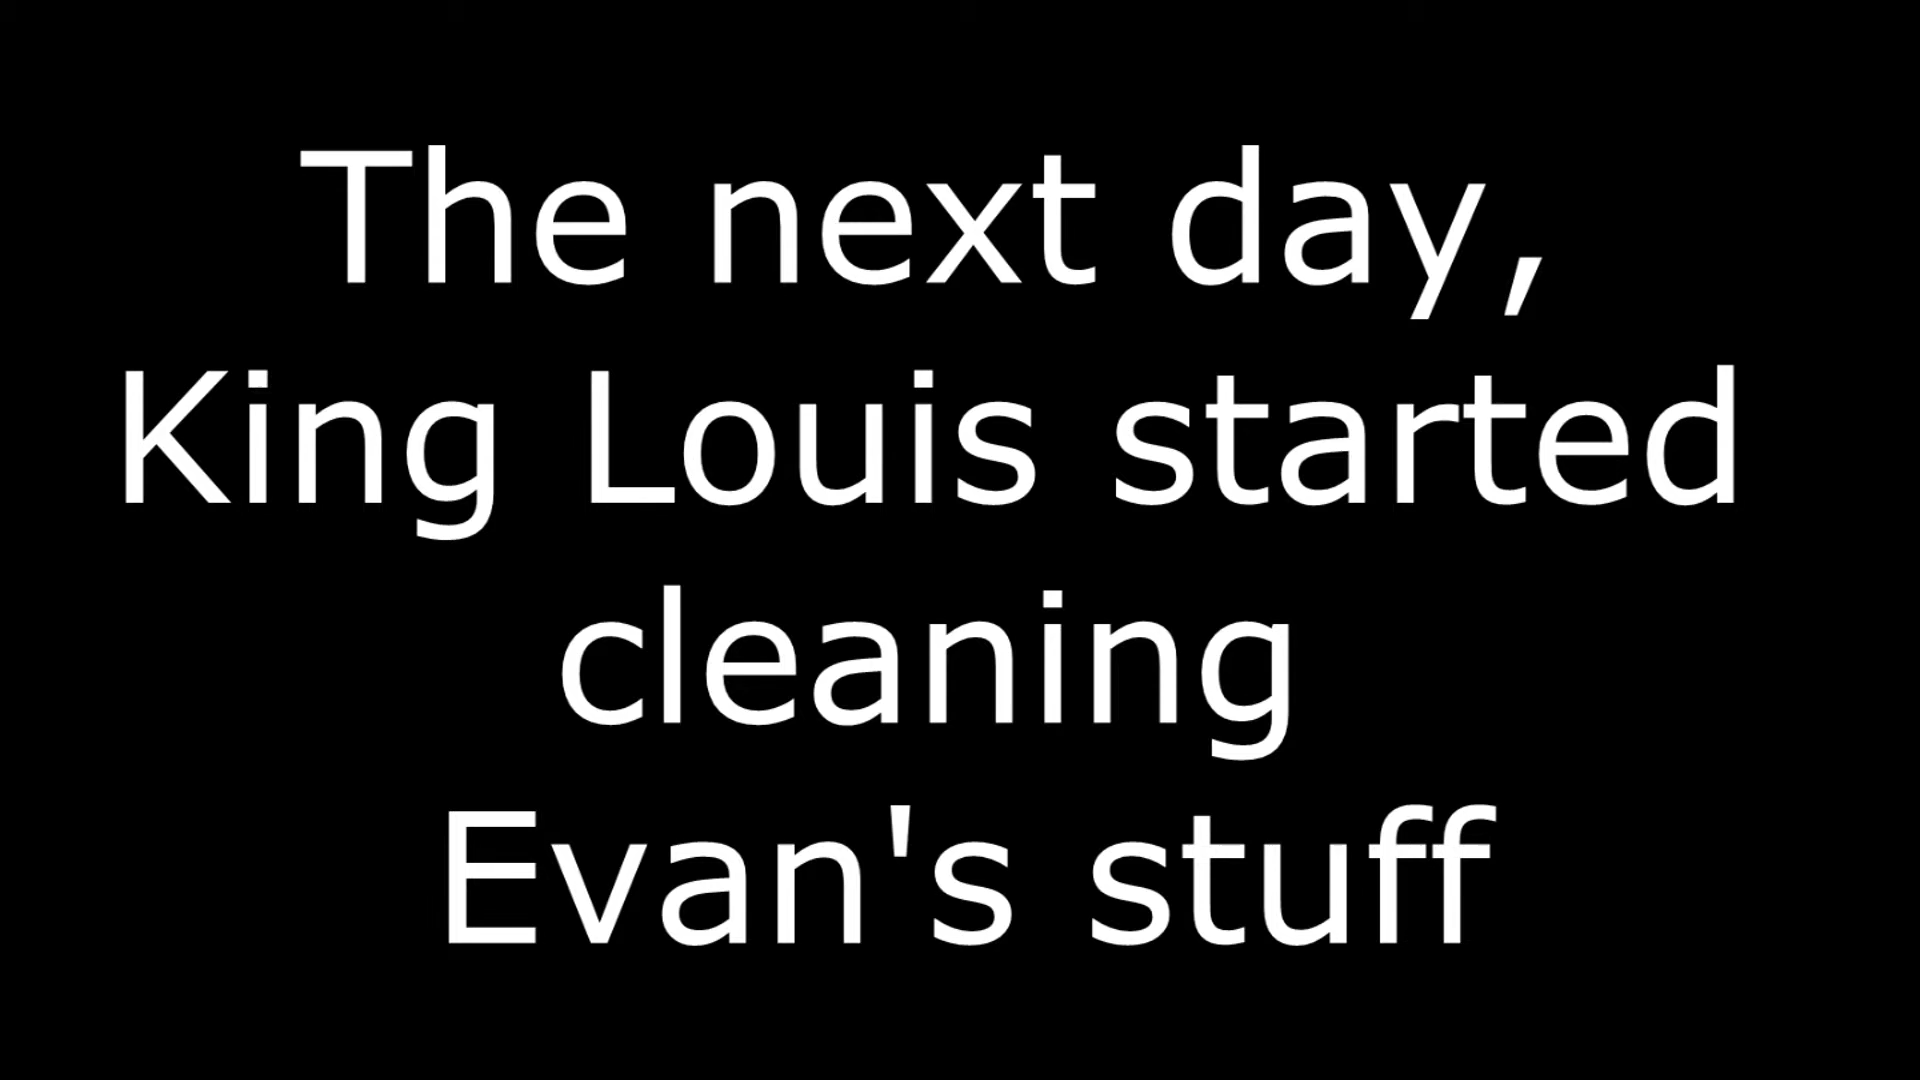 The next day,
King Louis started
cleaning
Evan's stuff